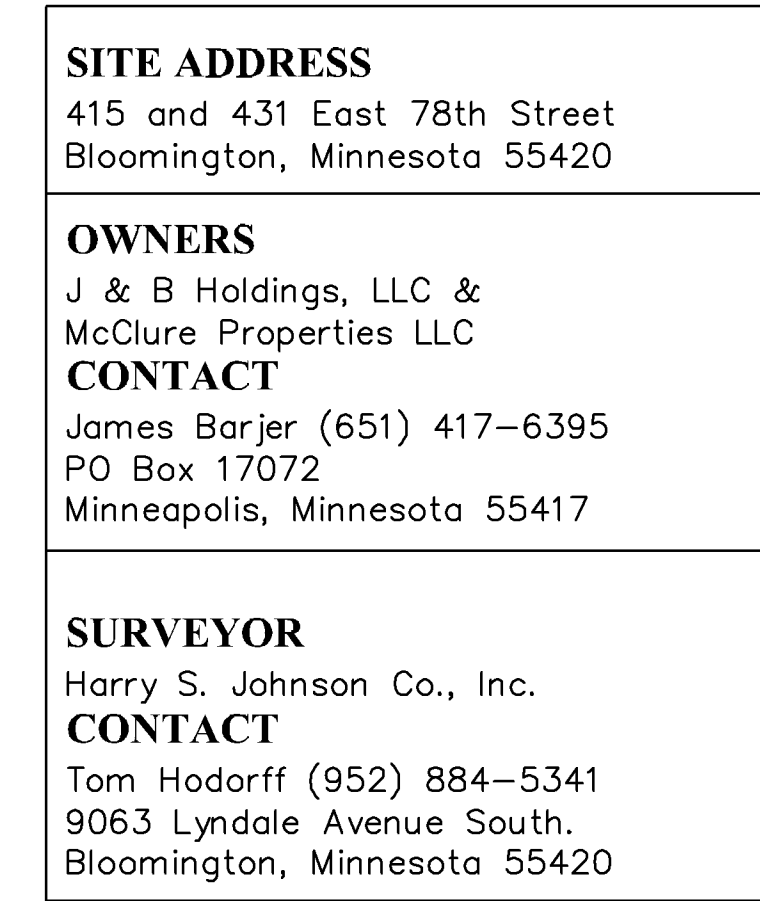 SITE ADDRESS
415 and 431 East 78th Street
Bloomington, Minnesota 55420
OWNERS
J & B Holdings, LLC &
McClure Properties LLC
CONTACT
James Barjer (651) 417-6395
PO Box 17072
Minneapolis, Minnesota 55417
SURVEYOR
Harry S. Johnson Co., Inc.
CONTACT
Tom Hodorff (952) 884-5341
9063 Lyndale Avenue South.
Bloomington, Minnesota 55420